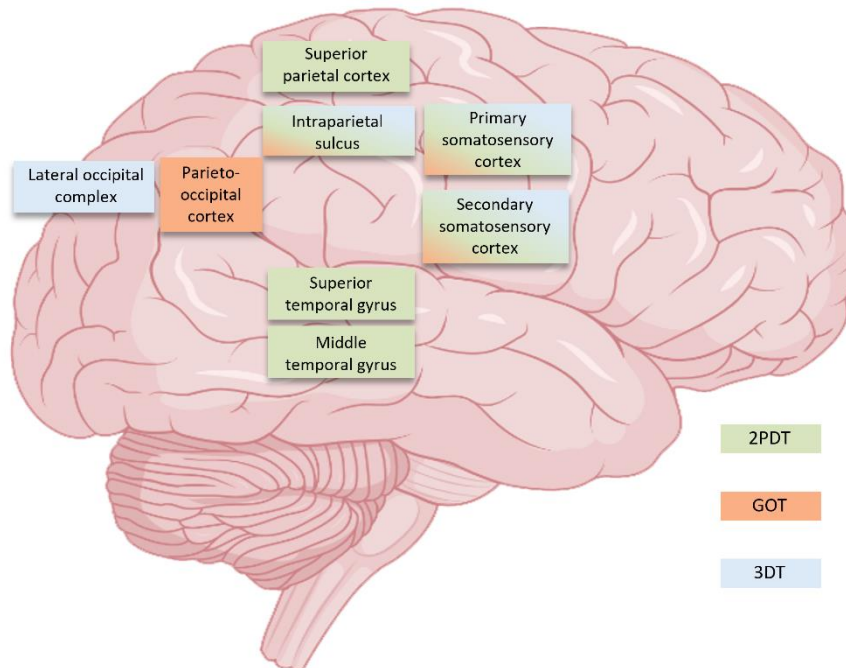 Superior
parietal cortex
Intraparietal
sulcus
Primary
somatosensory
cortex
Lateral occipital
complex
Parieto-
occipital
cortex
Secondary
somatosensory
cortex
Superior
temporal gyrus
Middle
temporal gyrus
2PDT
GOT
3DT